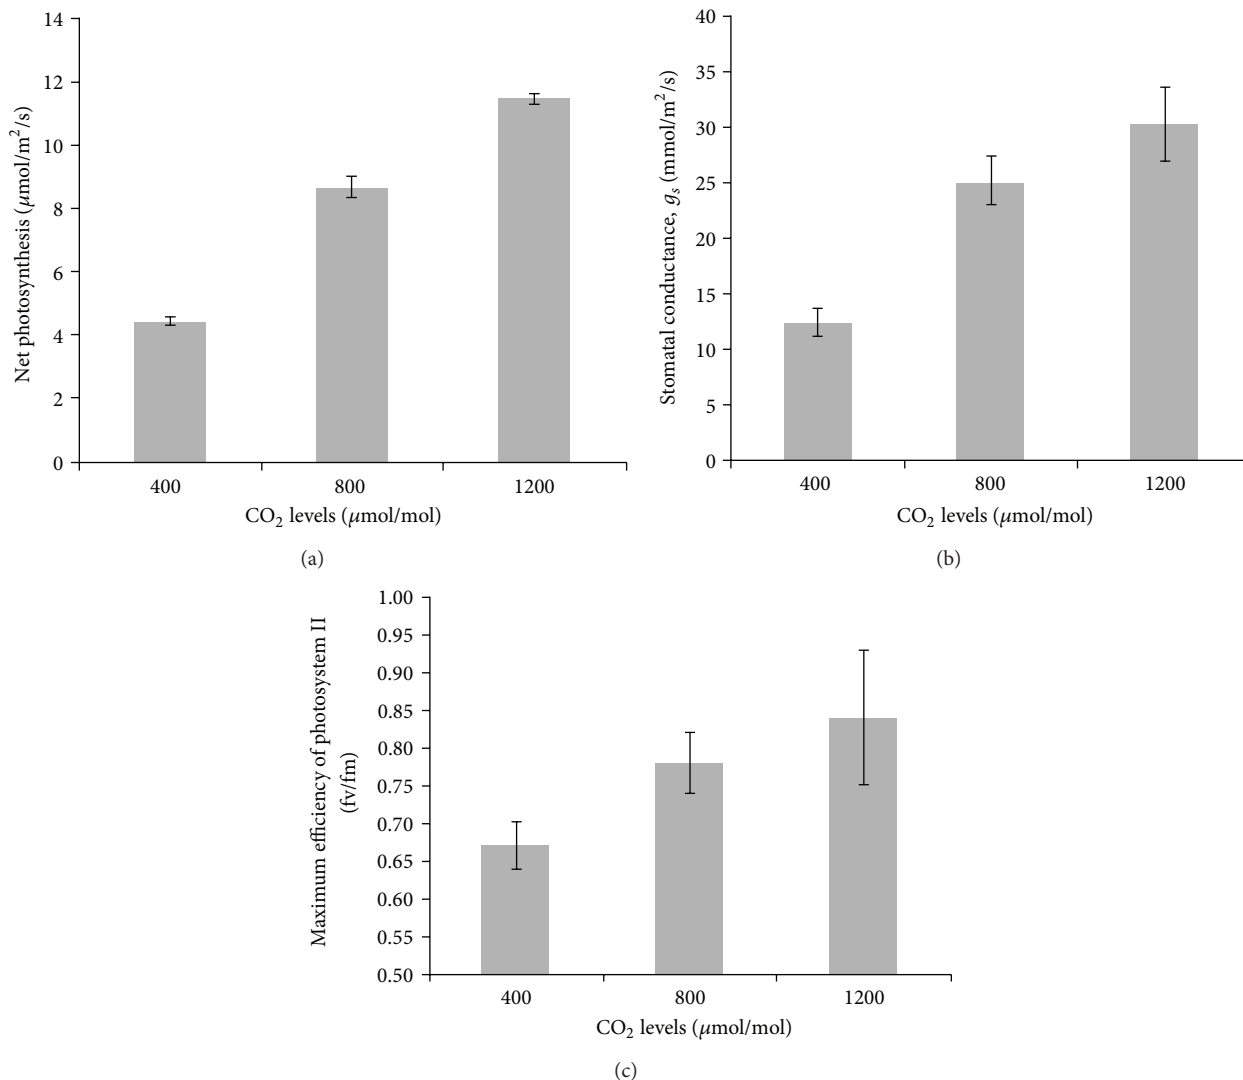 (a)
Net photosynthesis (μmol/m²/s)
14
12
10
8
6
4
2
0
400 800 1200
CO₂ levels (μmol/mol)
(b)
Stomatal conductance, gₛ (mmol/m²/s)
40
35
30
25
20
15
10
5
0
400 800 1200
CO₂ levels (μmol/mol)
Maximum efficiency of photosystem II
(fv/fm)
1.00
0.95
0.90
0.85
0.80
0.75
0.70
0.65
0.60
0.55
0.50
400 800 1200
CO₂ levels (μmol/mol)
(c)